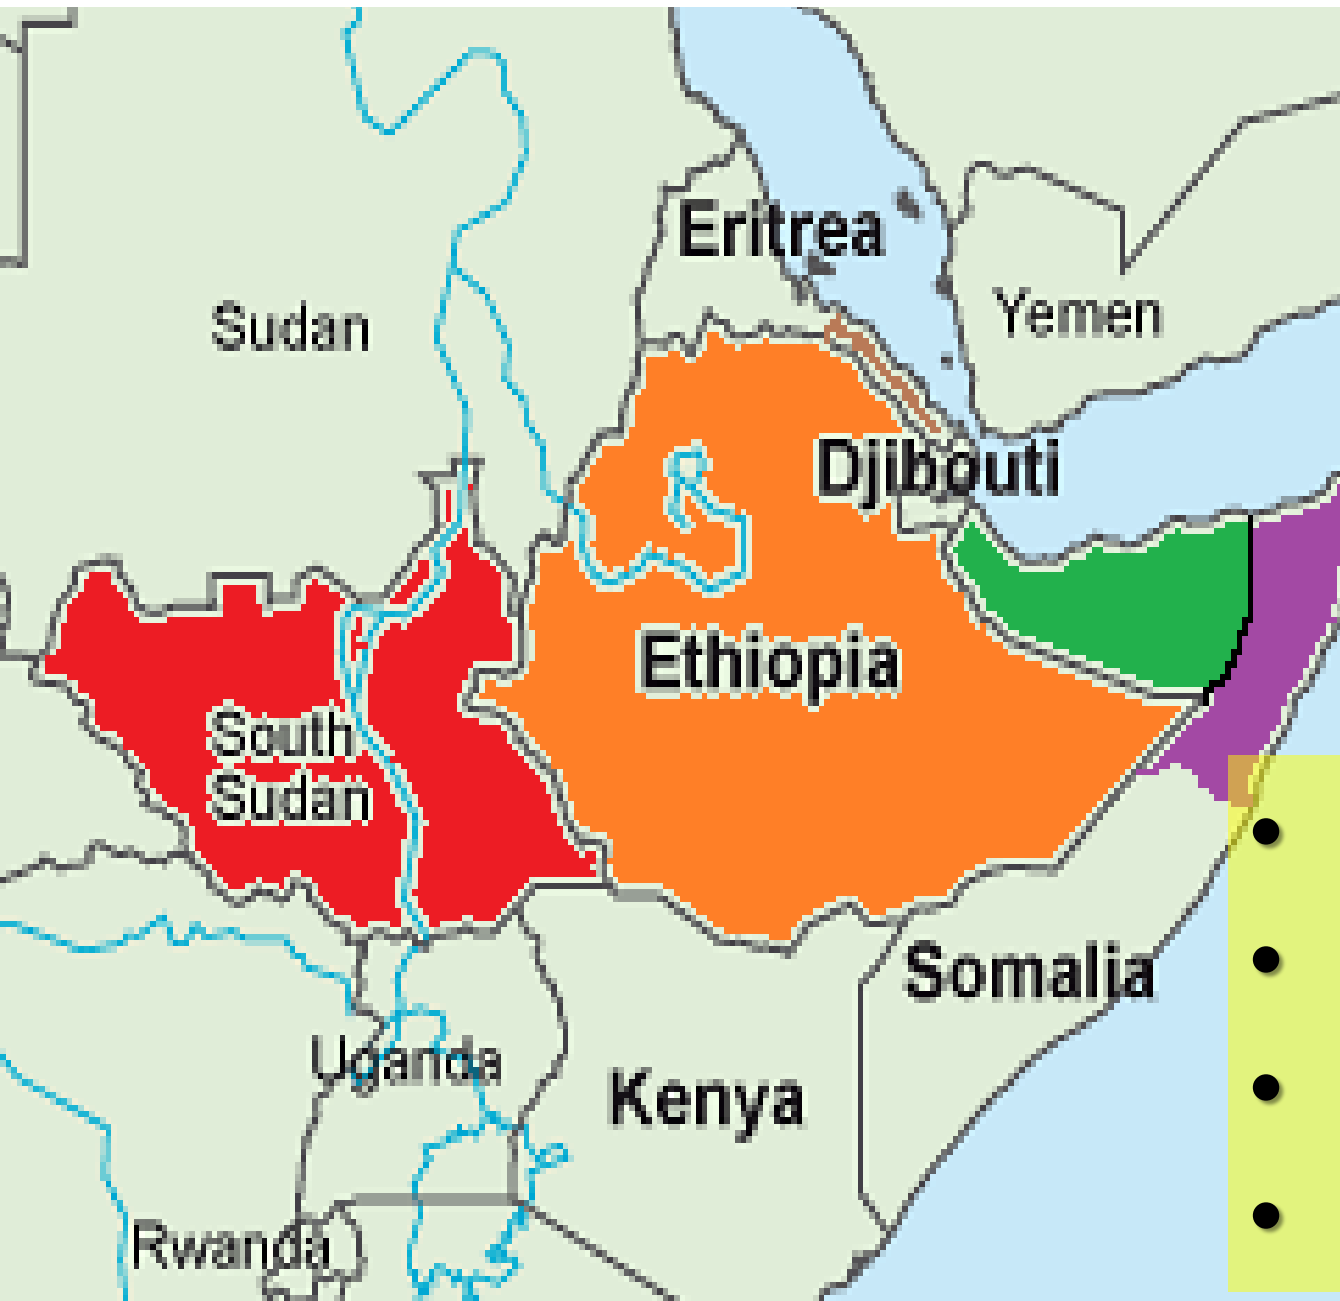 Eritrea
Sudan
Yemen
Djibouti
Ethiopia
South
Sudan
Somalia
Uganda
Kenya
Rwanda